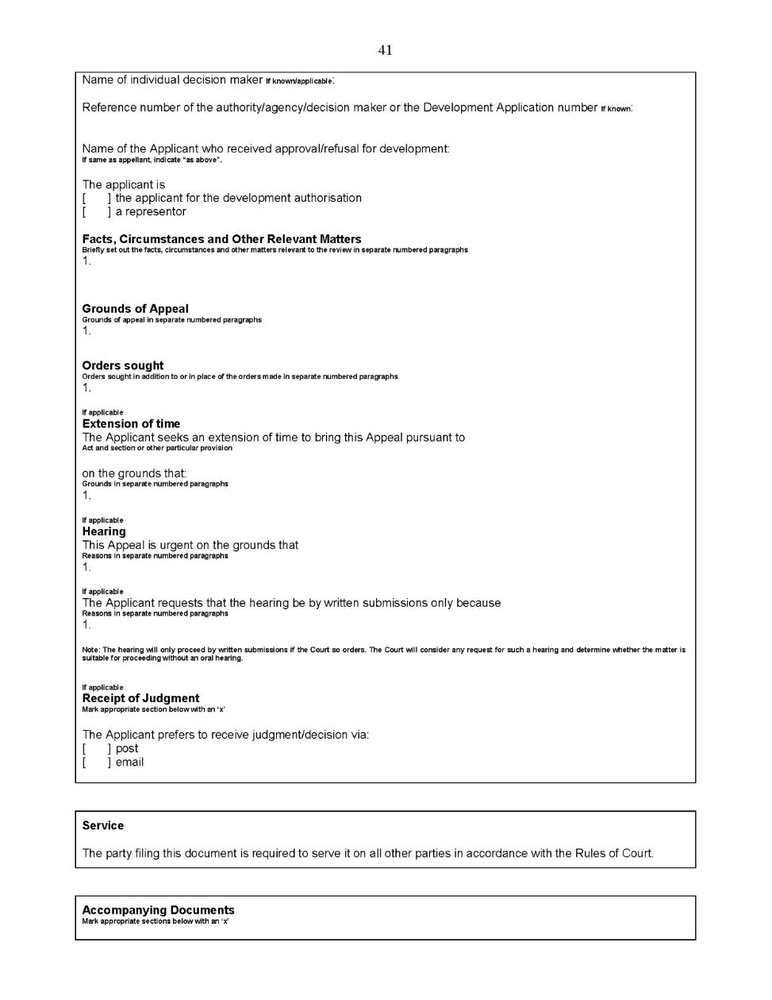 41
Name of individual decision maker If known/applicable:
Reference number of the authority/agency/decision maker or the Development Application number If known:
Name of the Applicant who received approval/refusal for development:
If same as appellant, indicate “as above”.
The applicant is
[ ] the applicant for the development authorisation
[ ] a representor
Facts, Circumstances and Other Relevant Matters
Briefly set out the facts, circumstances and other matters relevant to the review in separate numbered paragraphs
1.
Grounds of Appeal
Grounds of appeal in separate numbered paragraphs
1.
Orders sought
Orders sought in addition to or in place of the orders made in separate numbered paragraphs
1.
If applicable
Extension of time
The Applicant seeks an extension of time to bring this Appeal pursuant to
Act and section or other particular provision
on the grounds that:
Grounds in separate numbered paragraphs
1.
If applicable
Hearing
This Appeal is urgent on the grounds that
Reasons in separate numbered paragraphs
1.
If applicable
The Applicant requests that the hearing be by written submissions only because
Reasons in separate numbered paragraphs
1.
Note: The hearing will only proceed by written submissions if the Court so orders. The Court will consider any request for such a hearing and determine whether the matter is
suitable for proceeding without an oral hearing.
If applicable
Receipt of Judgment
Mark appropriate section below with an ‘x’
The Applicant prefers to receive judgment/decision via:
[ ] post
[ ] email
Service
The party filing this document is required to serve it on all other parties in accordance with the Rules of Court.
Accompanying Documents
Mark appropriate sections below with an ‘x’